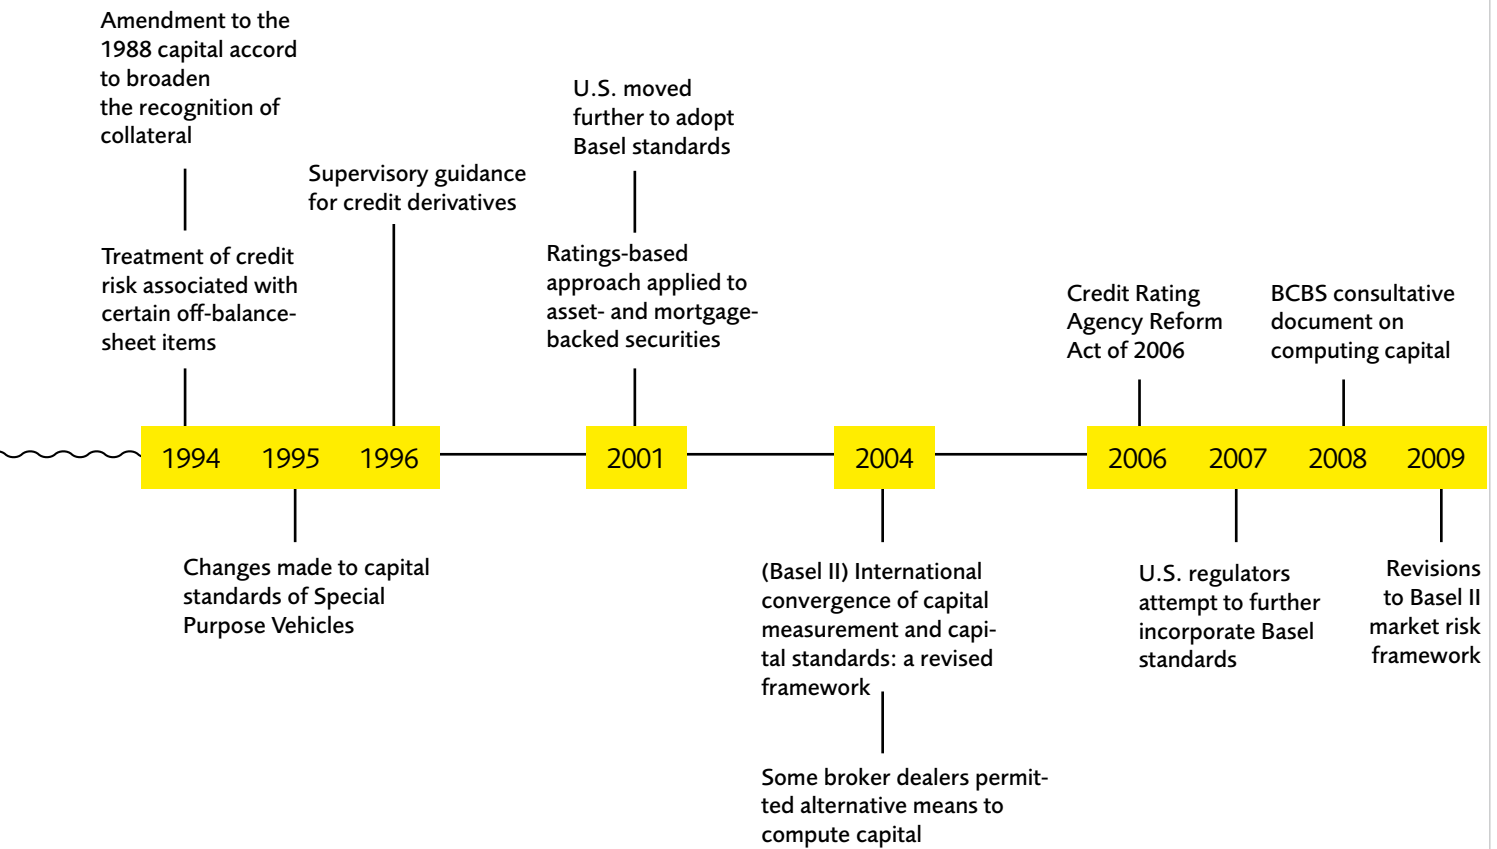 Amendment to the
1988 capital accord
to broaden
the recognition of
collateral
Treatment of credit
risk associated with
certain off-balance-
sheet items
Supervisory guidance
for credit derivatives
U.S. moved
further to adopt
Basel standards
Ratings-based
approach applied to
asset- and mortgage-
backed securities
Credit Rating
Agency Reform
Act of 2006
BCBS consultative
document on
computing capital
1994 1995 1996 2001 2004 2006 2007 2008 2009
Changes made to capital
standards of Special
Purpose Vehicles
(Basel II) International
convergence of capital
measurement and capi-
tal standards: a revised
framework
Some broker dealers permit-
ted alternative means to
compute capital
U.S. regulators
attempt to further
incorporate Basel
standards
Revisions
to Basel II
market risk
framework